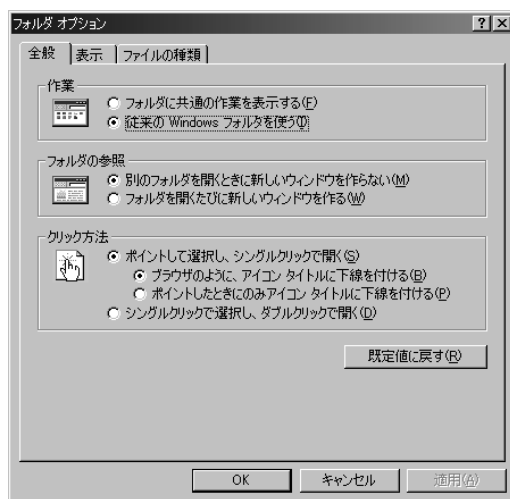 フォルダ オプション
全般 表示 ファイルの種類
作業
フォルダに共通の作業を表示する(F)
従来の Windows フォルダを使う(I)
フォルダの参照
別のフォルダを開くときに新しいウィンドウを作らない(M)
フォルダを開くたびに新しいウィンドウを作る(W)
クリック方法
ポイントして選択し、シングルクリックで開く(S)
ブラウザのように、アイコン タイトルに下線を付ける(B)
ポイントしたときにのみアイコン タイトルに下線を付ける(P)
シングルクリックで選択し、ダブルクリックで開く(D)
既定値に戻す(R)
OK キャンセル 適用(A)